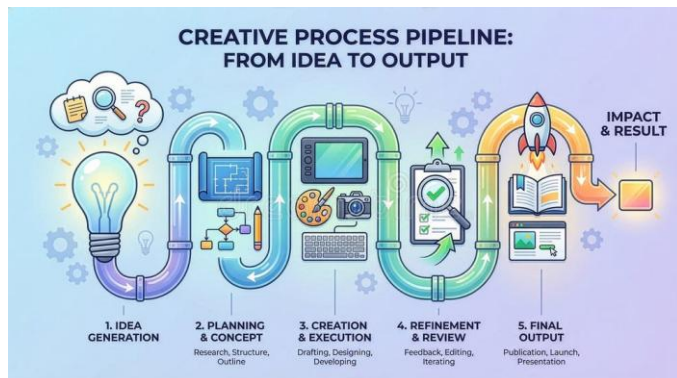 CREATIVE PROCESS PIPELINE:
FROM IDEA TO OUTPUT
IMPACT
& RESULT
1. IDEA
GENERATION
2. PLANNING
& CONCEPT
Research, Structure,
Outline
3. CREATION
& EXECUTION
Drafting, Designing,
Developing
4. REFINEMENT
& REVIEW
Feedback, Editing,
Iterating
5. FINAL
OUTPUT
Publication, Launch,
Presentation